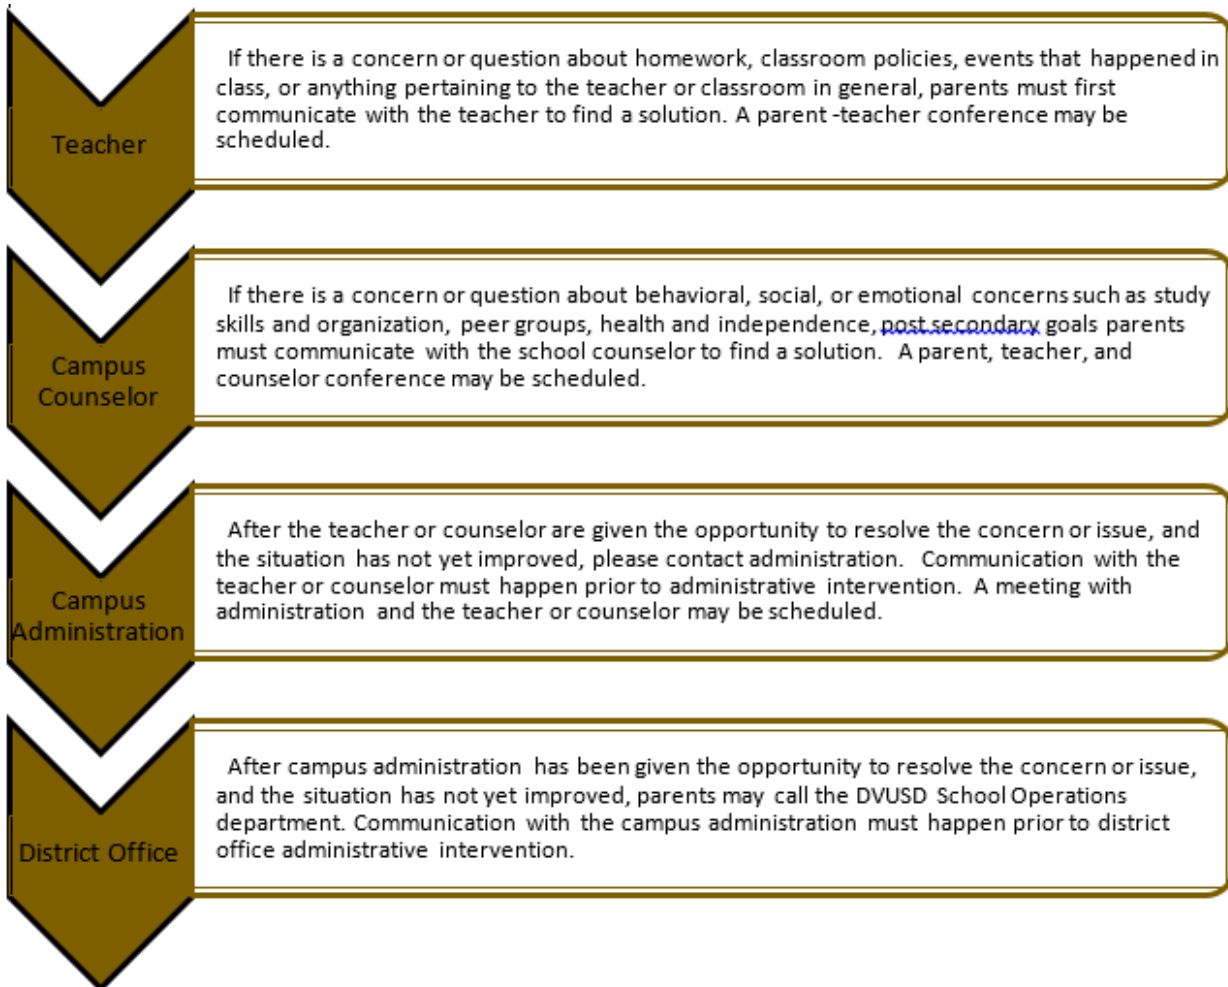 Teacher
If there is a concern or question about homework, classroom policies, events that happened in
class, or anything pertaining to the teacher or classroom in general, parents must first
communicate with the teacher to find a solution. A parent -teacher conference may be
scheduled.
Campus
Counselor
If there is a concern or question about behavioral, social, or emotional concerns such as study
skills and organization, peer groups, health and independence, post secondary goals parents
must communicate with the school counselor to find a solution. A parent, teacher, and
counselor conference may be scheduled.
Campus
Administration
After the teacher or counselor are given the opportunity to resolve the concern or issue, and
the situation has not yet improved, please contact administration. Communication with the
teacher or counselor must happen prior to administrative intervention. A meeting with
administration and the teacher or counselor may be scheduled.
District Office
After campus administration has been given the opportunity to resolve the concern or issue,
and the situation has not yet improved, parents may call the DVUSD School Operations
department. Communication with the campus administration must happen prior to district
office administrative intervention.